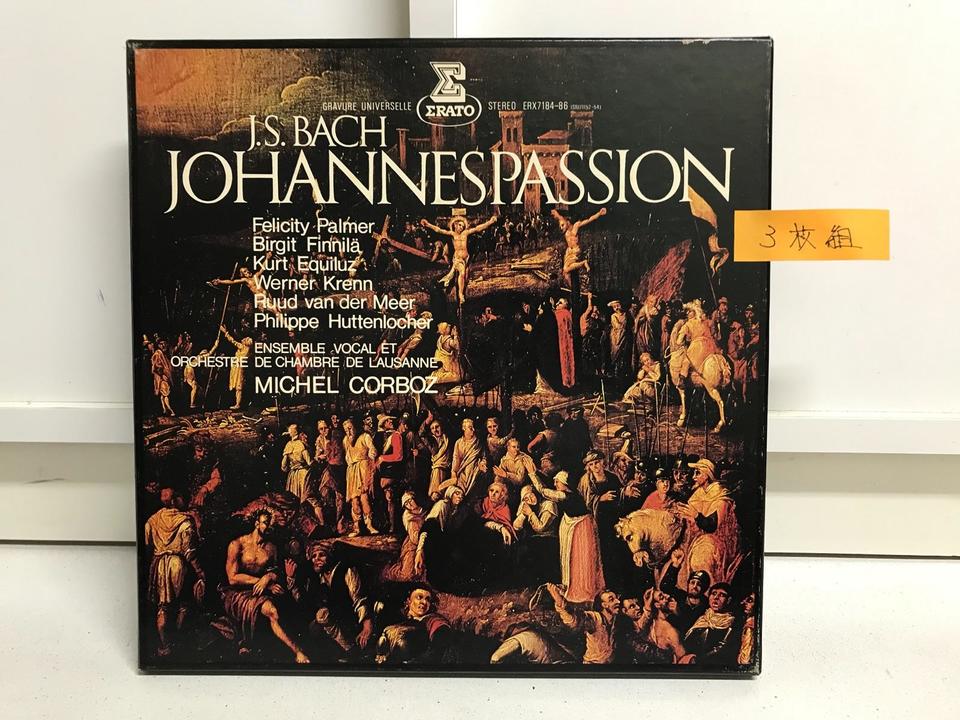 ΣRATO
GRAVURE UNIVERSELLE STEREO ERX7184-86
J.S. BACH
JOHANNESPASSION
Felicity Palmer
Birgit Finnilä
Kurt Equiluz
Werner Krenn
Ruud van der Meer
Philippe Huttenlocher
ENSEMBLE VOCAL ET
ORCHESTRE DE CHAMBRE DE LAUSANNE
MICHEL CORBOZ
3枚組